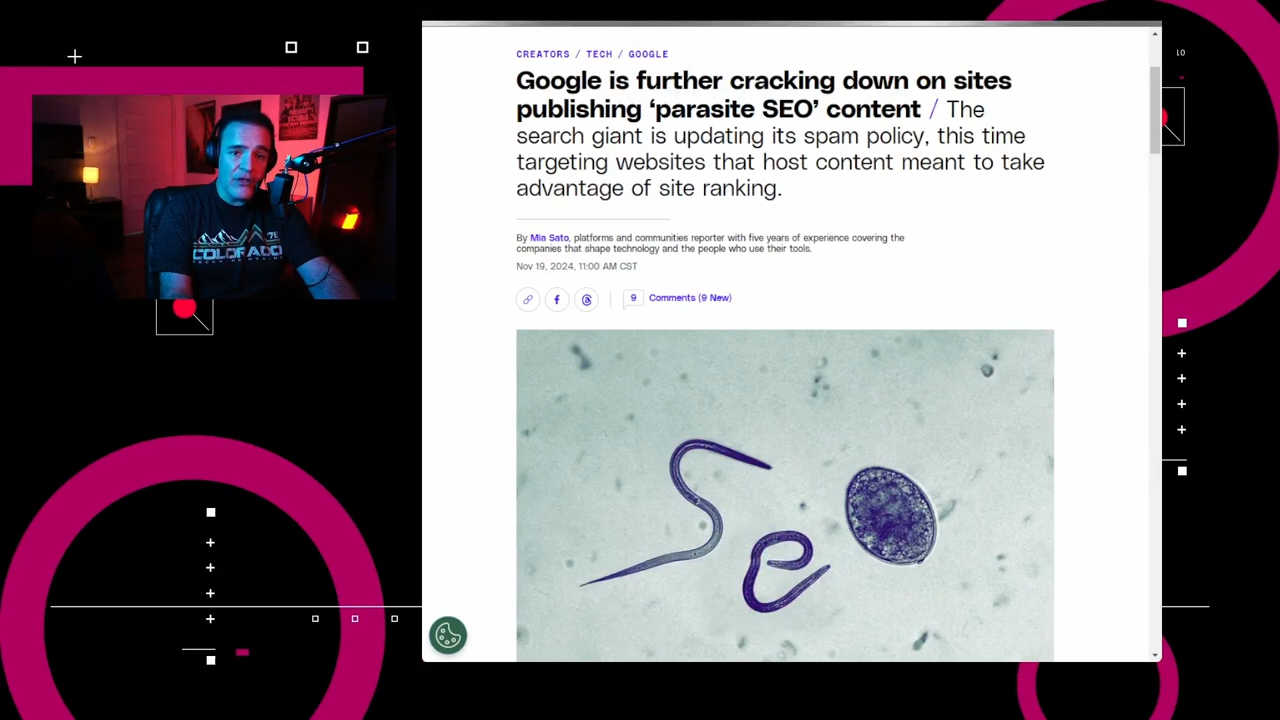 CREATORS / TECH / GOOGLE
Google is further cracking down on sites
publishing ‘parasite SEO’ content / The
search giant is updating its spam policy, this time
targeting websites that host content meant to take
advantage of site ranking.
By Mia Sato, platforms and communities reporter with five years of experience covering the
companies that shape technology and the people who use their tools.
Nov 19, 2024, 11:00 AM CST
9 Comments (9 New)
SeO
COLORADO
10